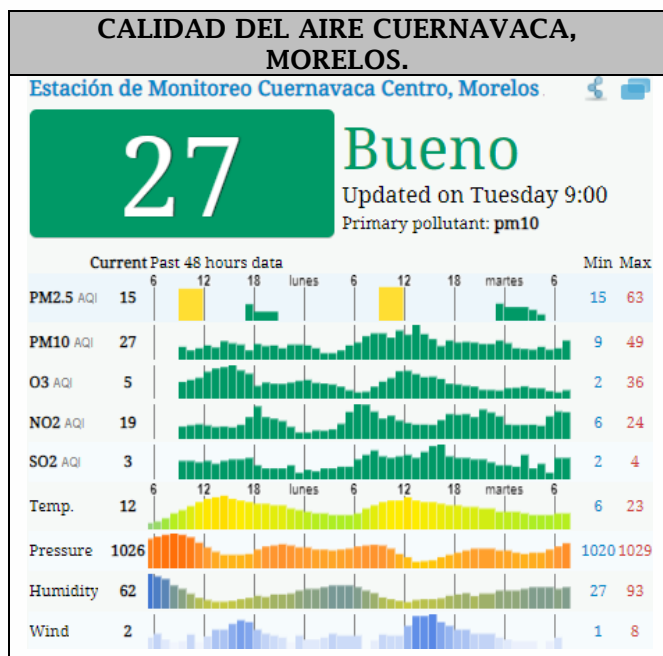 CALIDAD DEL AIRE CUERNAVACA,
MORELOS.
Estación de Monitoreo Cuernavaca Centro, Morelos
27
Bueno
Updated on Tuesday 9:00
Primary pollutant: pm10
Current Past 48 hours data Min Max
6 12 18 lunes 6 12 18 martes 6
PM2.5 AQI 15 15 63
PM10 AQI 27 9 49
O3 AQI 5 2 36
NO2 AQI 19 6 24
SO2 AQI 3 2 4
6 12 18 lunes 6 12 18 martes 6
Temp. 12 6 23
Pressure 1026 1020 1029
Humidity 62 27 93
Wind 2 1 8